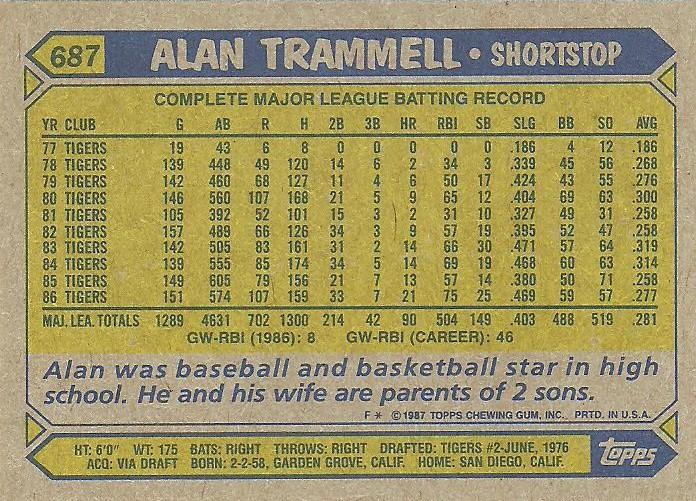 687 ALAN TRAMMELL • SHORTSTOP
COMPLETE MAJOR LEAGUE BATTING RECORD
YR CLUB G AB R H 2B 3B HR RBI SB SLG BB SO AVG
77 TIGERS 19 43 6 8 0 0 0 0 0 .186 4 12 .186
78 TIGERS 139 448 49 120 14 6 2 34 3 .339 45 56 .268
79 TIGERS 142 460 68 127 11 4 6 50 17 .424 43 55 .276
80 TIGERS 146 560 107 168 21 5 9 65 12 .404 69 63 .300
81 TIGERS 105 392 52 101 15 3 2 31 10 .327 49 31 .258
82 TIGERS 157 489 66 126 34 3 9 57 19 .395 52 47 .258
83 TIGERS 142 505 83 161 31 2 14 66 30 .471 57 64 .319
84 TIGERS 139 555 85 174 34 5 14 69 19 .468 60 63 .314
85 TIGERS 149 605 79 156 21 7 13 57 14 .380 50 71 .258
86 TIGERS 151 574 107 159 33 7 21 75 25 .469 59 57 .277
MAJ. LEA. TOTALS 1289 4631 702 1300 214 42 90 504 149 .403 488 519 .281
GW-RBI (1986): 8 GW-RBI (CAREER): 46
Alan was baseball and basketball star in high
school. He and his wife are parents of 2 sons.
F* ©1987 TOPPS CHEWING GUM, INC. PRTD. IN U.S.A.
HT: 6'0" WT: 175 BATS: RIGHT THROWS: RIGHT DRAFTED: TIGERS #2-JUNE, 1976
ACQ: VIA DRAFT BORN: 2-2-58, GARDEN GROVE, CALIF. HOME: SAN DIEGO, CALIF.
TOPPS